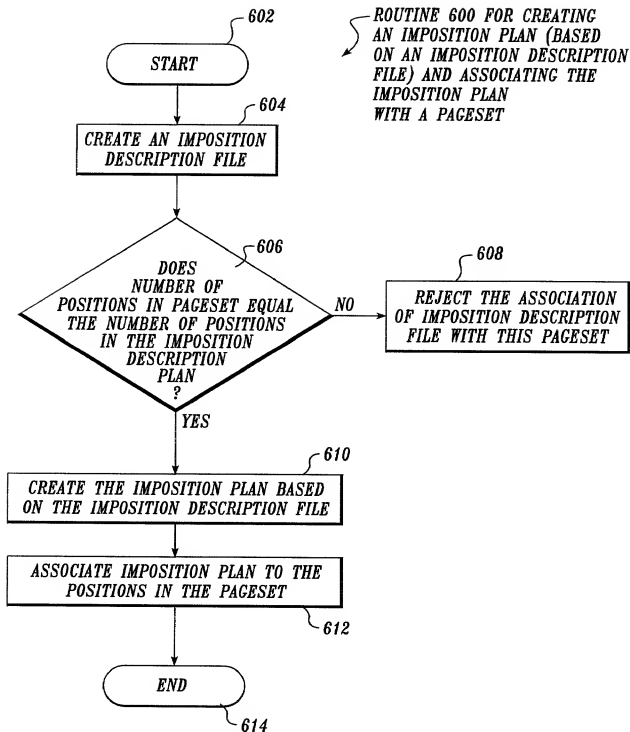 602
START
ROUTINE 600 FOR CREATING
AN IMPOSITION PLAN (BASED
ON AN IMPOSITION DESCRIPTION
FILE) AND ASSOCIATING THE
IMPOSITION PLAN
WITH A PAGESET
604
CREATE AN IMPOSITION
DESCRIPTION FILE
606
DOES
NUMBER OF
POSITIONS IN PAGESET EQUAL
THE NUMBER OF POSITIONS
IN THE IMPOSITION
DESCRIPTION
PLAN
?
NO
608
REJECT THE ASSOCIATION
OF IMPOSITION DESCRIPTION
FILE WITH THIS PAGESET
YES
610
CREATE THE IMPOSITION PLAN BASED
ON THE IMPOSITION DESCRIPTION FILE
ASSOCIATE IMPOSITION PLAN TO THE
POSITIONS IN THE PAGESET
612
END
614